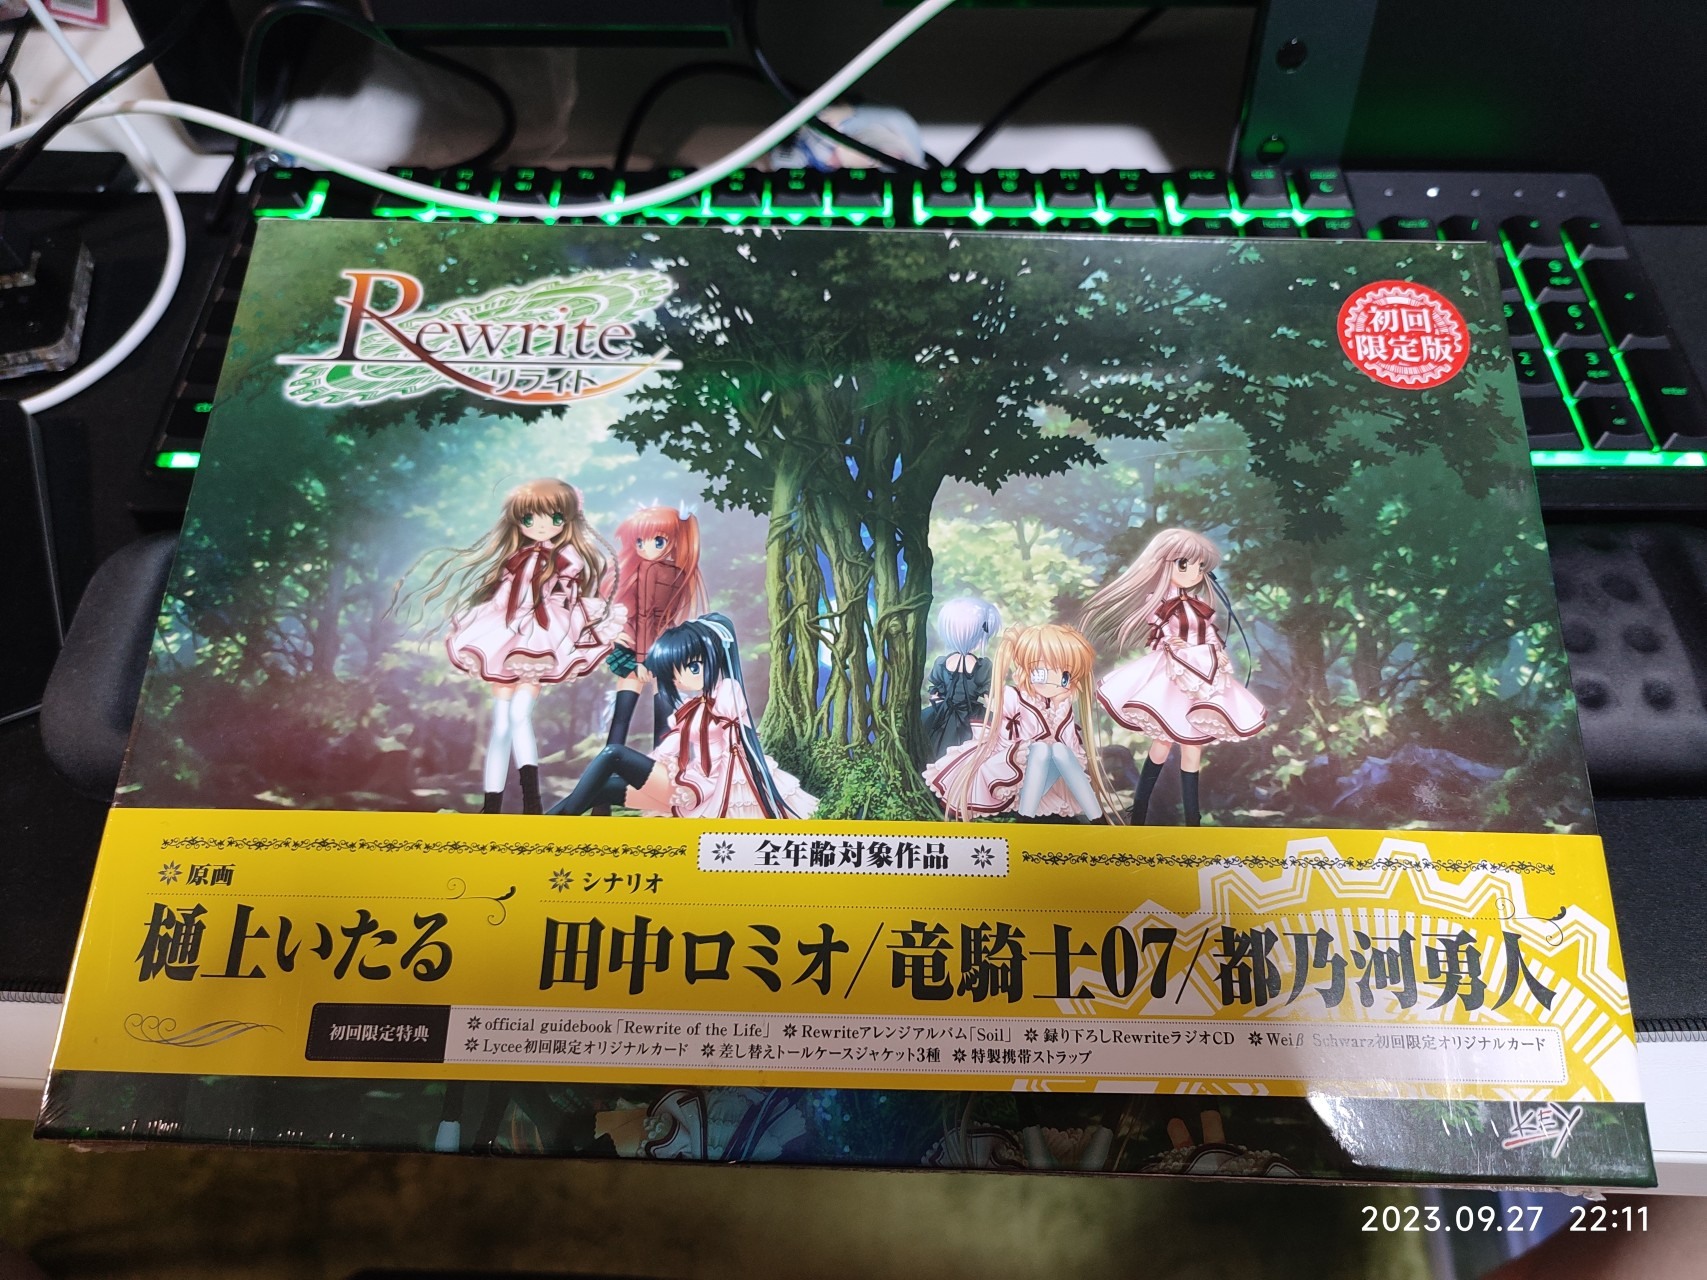 Rewrite
リライト
初回
限定版
全年齢対象作品
原画
シナリオ
樋上いたる
田中ロミオ/竜騎士07/都乃河勇人
初回限定特典
official guidebook「Rewrite of the Life」 Rewriteアレンジアルバム「Soil」 録り下ろしRewriteラジオCD Weiβ Schwarz初回限定オリジナルカード
Lycee初回限定オリジナルカード 差し替えトールケースジャケット3種 特製携帯ストラップ
KEY
2023.09.27 22:11